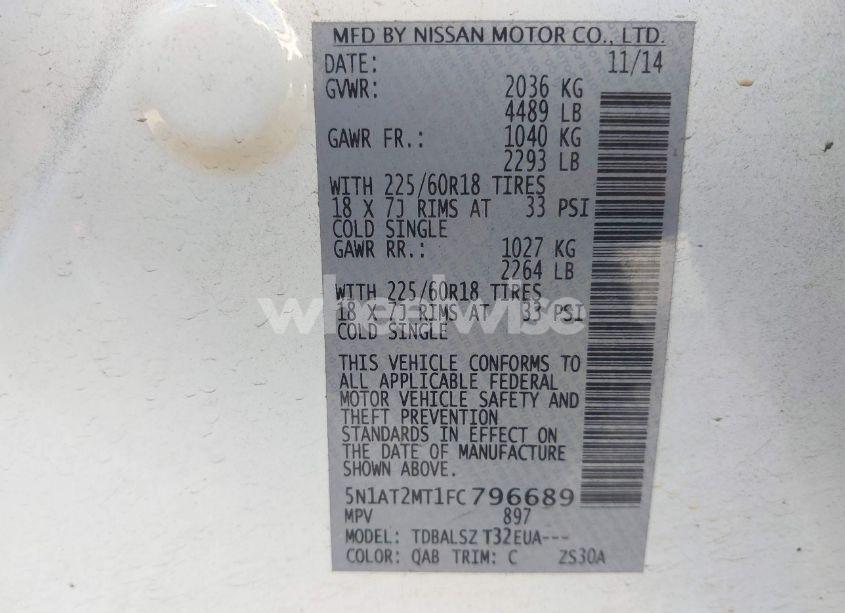 MFD BY NISSAN MOTOR CO., LTD.
DATE: 11/14
GVWR: 2036 KG
4489 LB
GAWR FR.: 1040 KG
2293 LB
WITH 225/60R18 TIRES
18 X 7J RIMS AT 33 PSI
COLD SINGLE
GAWR RR.: 1027 KG
2264 LB
WITH 225/60R18 TIRES
18 X 7J RIMS AT 33 PSI
COLD SINGLE
wheelwise
THIS VEHICLE CONFORMS TO
ALL APPLICABLE FEDERAL
MOTOR VEHICLE SAFETY AND
THEFT PREVENTION
STANDARDS IN EFFECT ON
THE DATE OF MANUFACTURE
SHOWN ABOVE.
5N1AT2MT1FC796689
MPV 897
MODEL: TDBALSZ T32EUA---
COLOR: QAB TRIM: C ZS30A